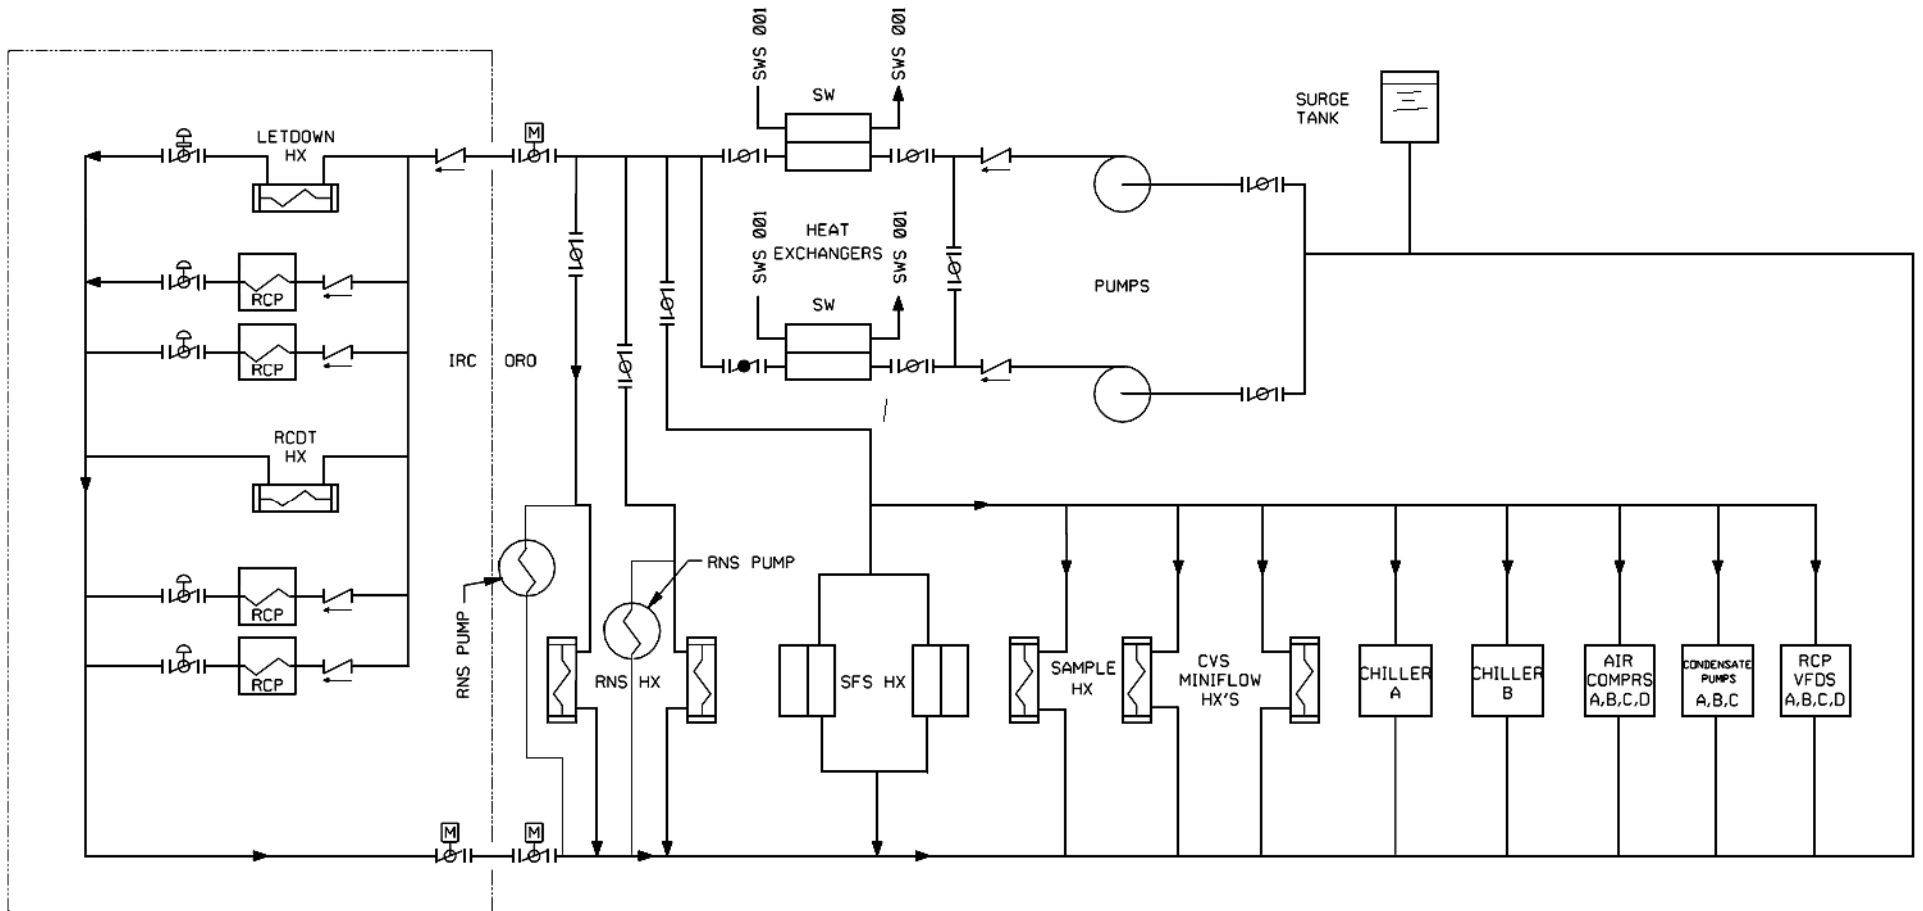 SWS 001
SWS 001
SW
SURGE
TANK
M
LETDOWN
HX
SWS 001
SWS 001
HEAT
EXCHANGERS
RCP
PUMPS
SW
RCP
IRC
ORO
RCDT
HX
RNS PUMP
RNS PUMP
RCP
RCP
RNS HX
SFS HX
SAMPLE
HX
CVS
MINIFLOW
HX'S
CHILLER
A
CHILLER
B
AIR
COMPRS
A,B,C,D
CONDENSATE
PUMPS
A,B,C
RCP
VFDS
A,B,C,D
M
M